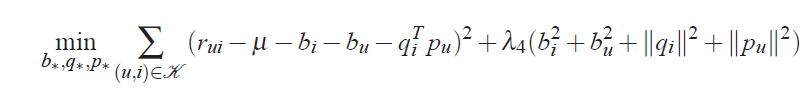 min_{b_*,q_*,p_*} ∑_{(u,i)∈𝒦} (r_{ui} − μ − b_i − b_u − q_i^T p_u)^2 + λ_4(b_i^2 + b_u^2 + ‖q_i‖^2 + ‖p_u‖^2)